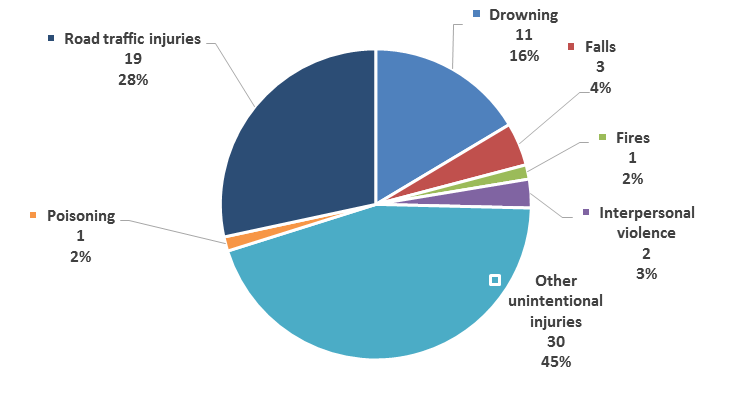 Drowning
11
16%
Falls
3
4%
Fires
1
2%
Interpersonal
violence
2
3%
Other
unintentional
injuries
30
45%
Poisoning
1
2%
Road traffic injuries
19
28%